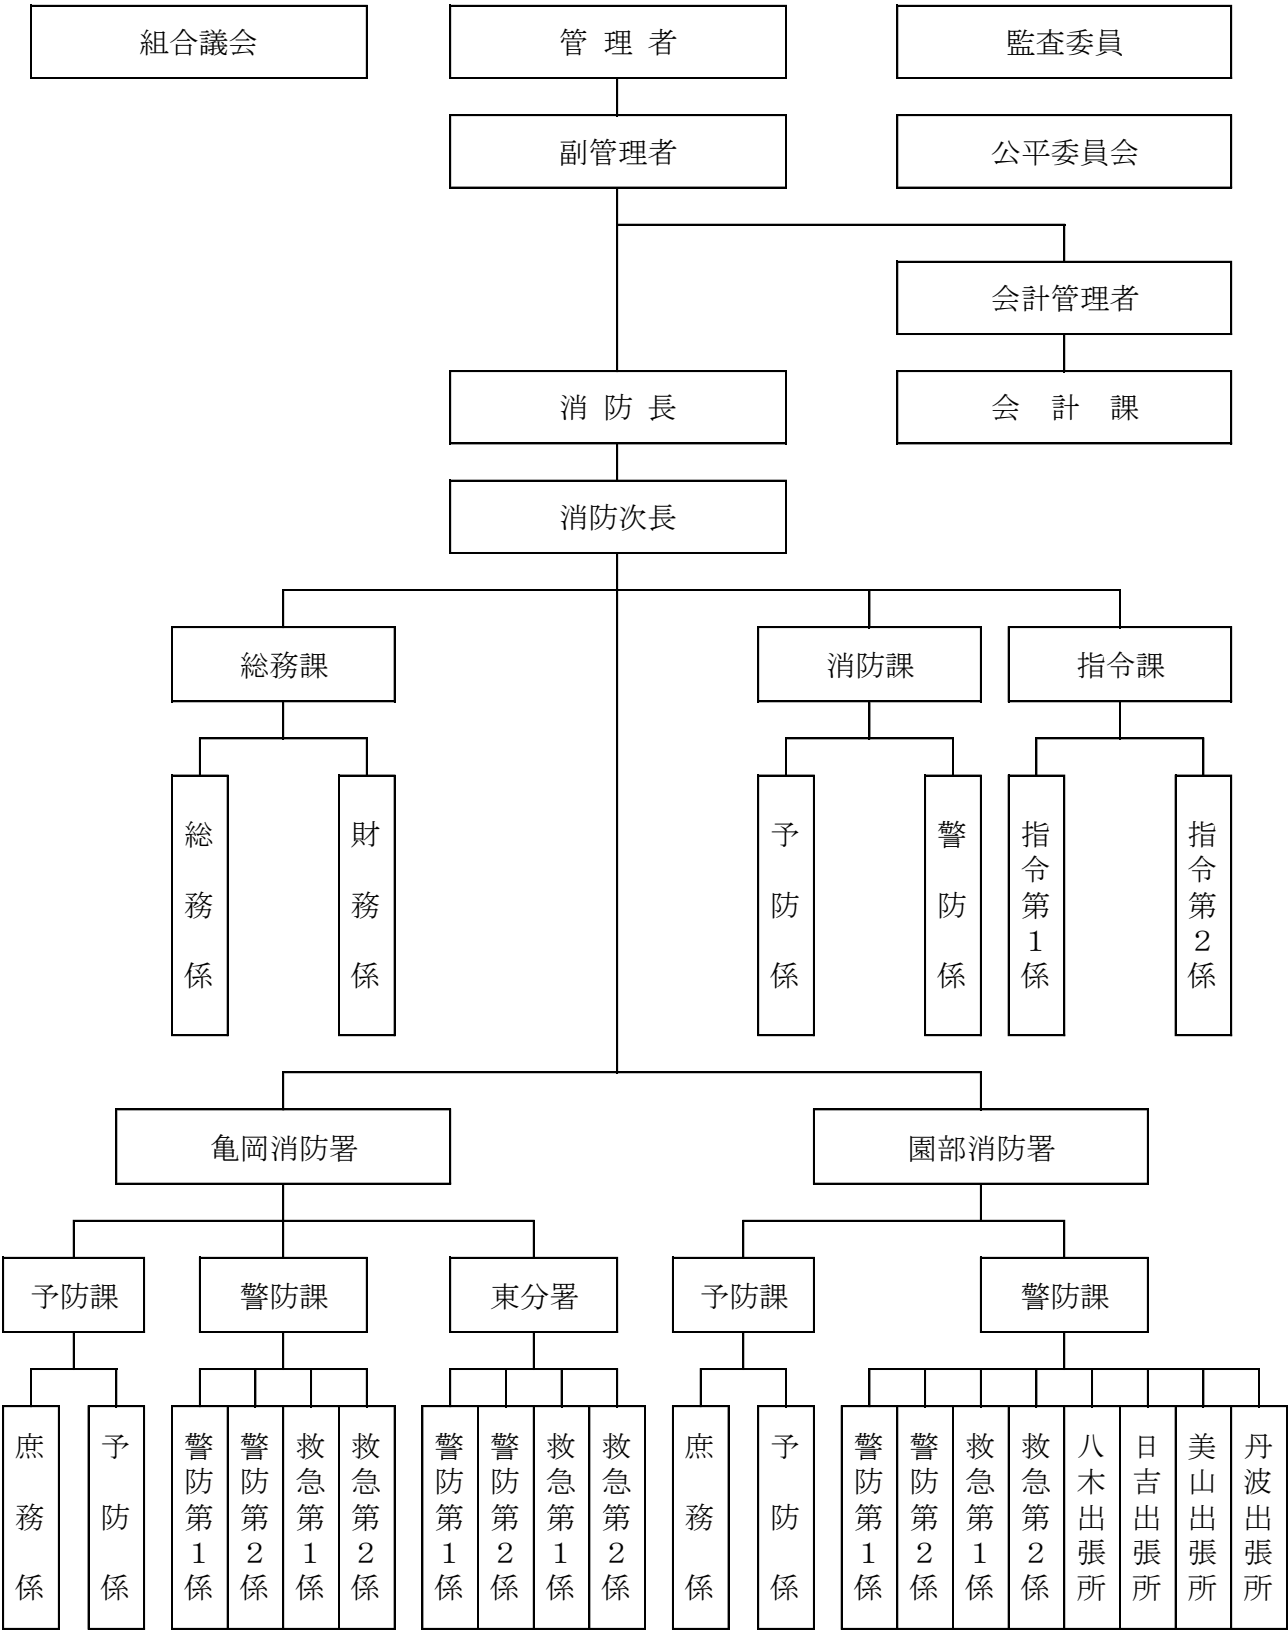 組合議会
管理者
監査委員
副管理者
公平委員会
会計管理者
消防長
会計課
消防次長
総務課
消防課
指令課
総務係
財務係
予防係
警防係
指令第１係
指令第２係
亀岡消防署
園部消防署
予防課
警防課
東分署
予防課
警防課
庶務係
予防係
警防第１係
警防第２係
救急第１係
救急第２係
警防第１係
警防第２係
救急第１係
救急第２係
庶務係
予防係
警防第１係
警防第２係
救急第１係
救急第２係
八木出張所
日吉出張所
美山出張所
丹波出張所